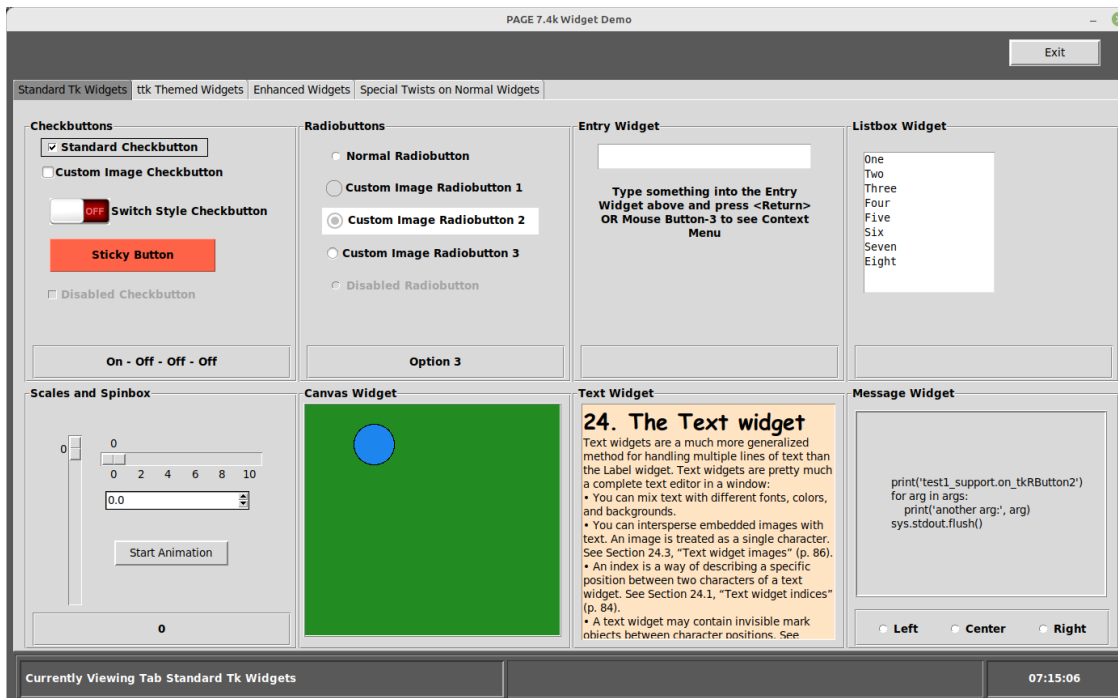 PAGE 7.4k Widget Demo
Exit
Standard Tk Widgets
ttk Themed Widgets
Enhanced Widgets
Special Twists on Normal Widgets
Checkbuttons
Standard Checkbutton
Custom Image Checkbutton
OFF
Switch Style Checkbutton
Sticky Button
Disabled Checkbutton
On - Off - Off - Off
Radiobuttons
Normal Radiobutton
Custom Image Radiobutton 1
Custom Image Radiobutton 2
Custom Image Radiobutton 3
Disabled Radiobutton
Option 3
Entry Widget
Type something into the Entry
Widget above and press <Return>
OR Mouse Button-3 to see Context
Menu
Listbox Widget
One
Two
Three
Four
Five
Six
Seven
Eight
Scales and Spinbox
0
0
0 2 4 6 8 10
0.0
Start Animation
0
Canvas Widget
Text Widget
24. The Text widget
Text widgets are a much more generalized
method for handling multiple lines of text than
the Label widget. Text widgets are pretty much
a complete text editor in a window:
• You can mix text with different fonts, colors,
and backgrounds.
• You can intersperse embedded images with
text. An image is treated as a single character.
See Section 24.3, “Text widget images” (p. 86).
• An index is a way of describing a specific
position between two characters of a text
widget. See Section 24.1, “Text widget indices”
(p. 84).
• A text widget may contain invisible mark
objects between character positions. See
Message Widget
print('test1_support.on_tkRButton2')
for arg in args:
print('another arg:', arg)
sys.stdout.flush()
Left
Center
Right
Currently Viewing Tab Standard Tk Widgets
07:15:06